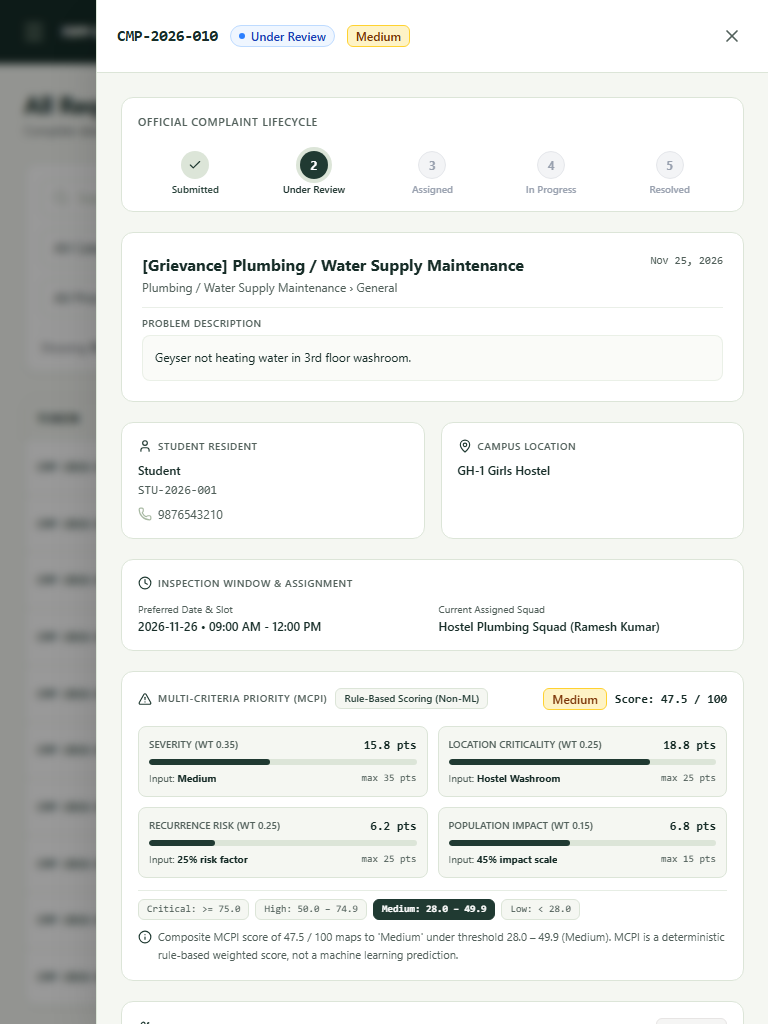 CMP-2026-010 Under Review Medium
OFFICIAL COMPLAINT LIFECYCLE
2 3 4 5
Submitted Under Review Assigned In Progress Resolved
[Grievance] Plumbing / Water Supply Maintenance Nov 25, 2026
Plumbing / Water Supply Maintenance › General
PROBLEM DESCRIPTION
Geyser not heating water in 3rd floor washroom.
STUDENT RESIDENT
Student
STU-2026-001
9876543210
CAMPUS LOCATION
GH-1 Girls Hostel
INSPECTION WINDOW & ASSIGNMENT
Preferred Date & Slot Current Assigned Squad
2026-11-26 • 09:00 AM - 12:00 PM Hostel Plumbing Squad (Ramesh Kumar)
MULTI-CRITERIA PRIORITY (MCPI) Rule-Based Scoring (Non-ML) Medium Score: 47.5 / 100
SEVERITY (WT 0.35) 15.8 pts
Input: Medium max 35 pts
LOCATION CRITICALITY (WT 0.25) 18.8 pts
Input: Hostel Washroom max 25 pts
RECURRENCE RISK (WT 0.25) 6.2 pts
Input: 25% risk factor max 25 pts
POPULATION IMPACT (WT 0.15) 6.8 pts
Input: 45% impact scale max 15 pts
Critical: >= 75.0 High: 50.0 – 74.9 Medium: 28.0 – 49.9 Low: < 28.0
Composite MCPI score of 47.5 / 100 maps to 'Medium' under threshold 28.0 – 49.9 (Medium). MCPI is a deterministic
rule-based weighted score, not a machine learning prediction.